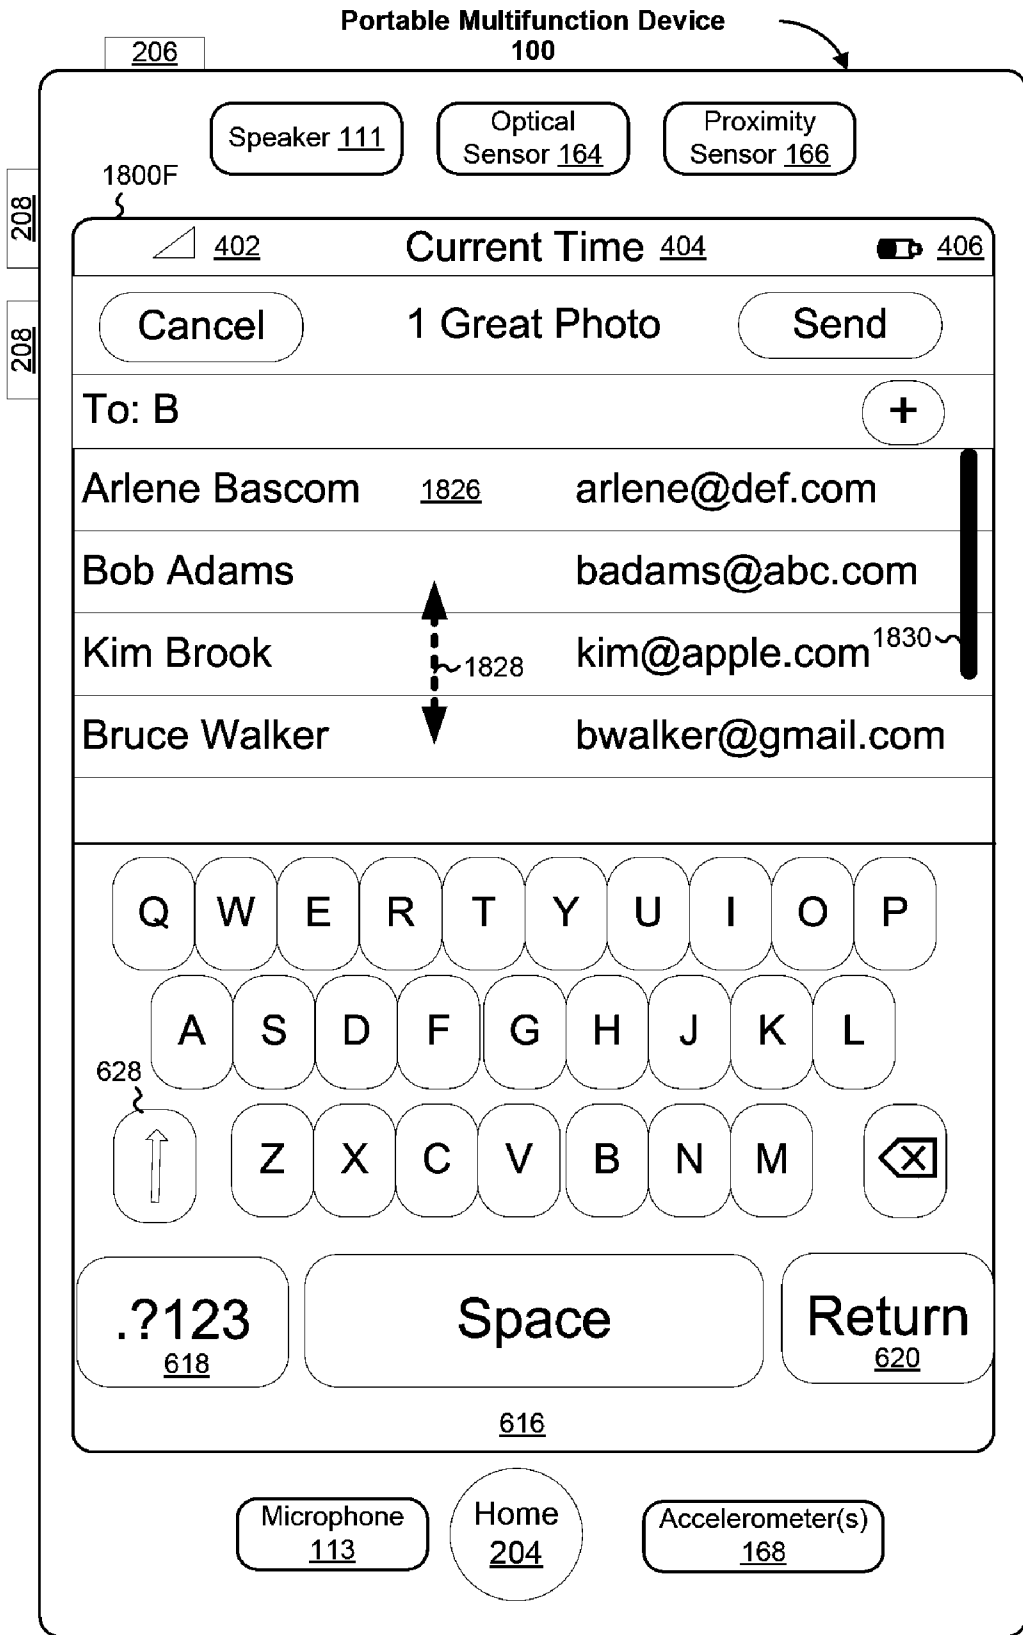 Portable Multifunction Device
100
206
Speaker 111
Optical
Sensor 164
Proximity
Sensor 166
1800F
208
402 Current Time 404 406
Cancel 1 Great Photo Send
208
To: B +
Arlene Bascom 1826 arlene@def.com
Bob Adams badams@abc.com
Kim Brook 1828 kim@apple.com 1830
Bruce Walker bwalker@gmail.com
Q W E R T Y U I O P
A S D F G H J K L
628
Z X C V B N M
.?123 Space Return
618 620
616
Microphone
113
Home
204
Accelerometer(s)
168